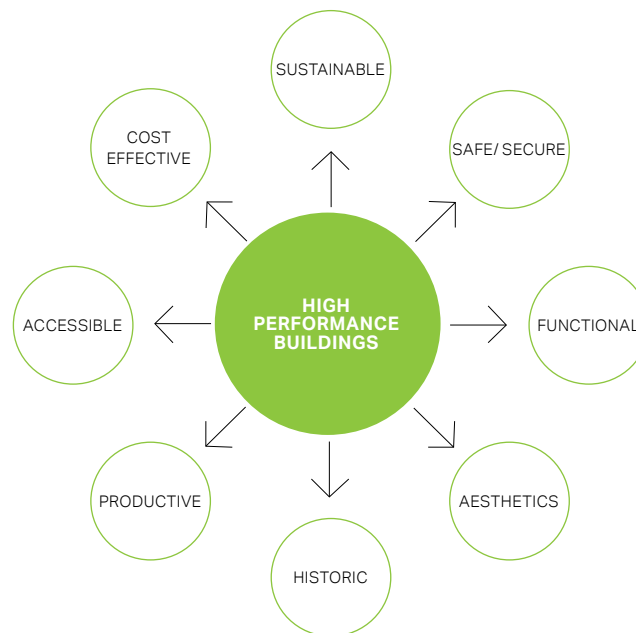 SUSTAINABLE
COST
EFFECTIVE
SAFE/ SECURE
HIGH
PERFORMANCE
BUILDINGS
ACCESSIBLE
FUNCTIONAL
PRODUCTIVE
AESTHETICS
HISTORIC